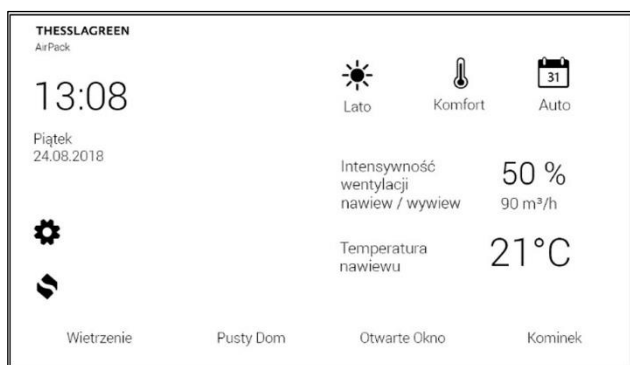 THESSLAGREEN
AirPack
13:08
Piątek
24.08.2018
31
Lato
Komfort
Auto
Intensywność
wentylacji
nawiew / wywiew
50 %
90 m³/h
Temperatura
nawiewu
21°C
Wietrzenie
Pusty Dom
Otwarte Okno
Kominek